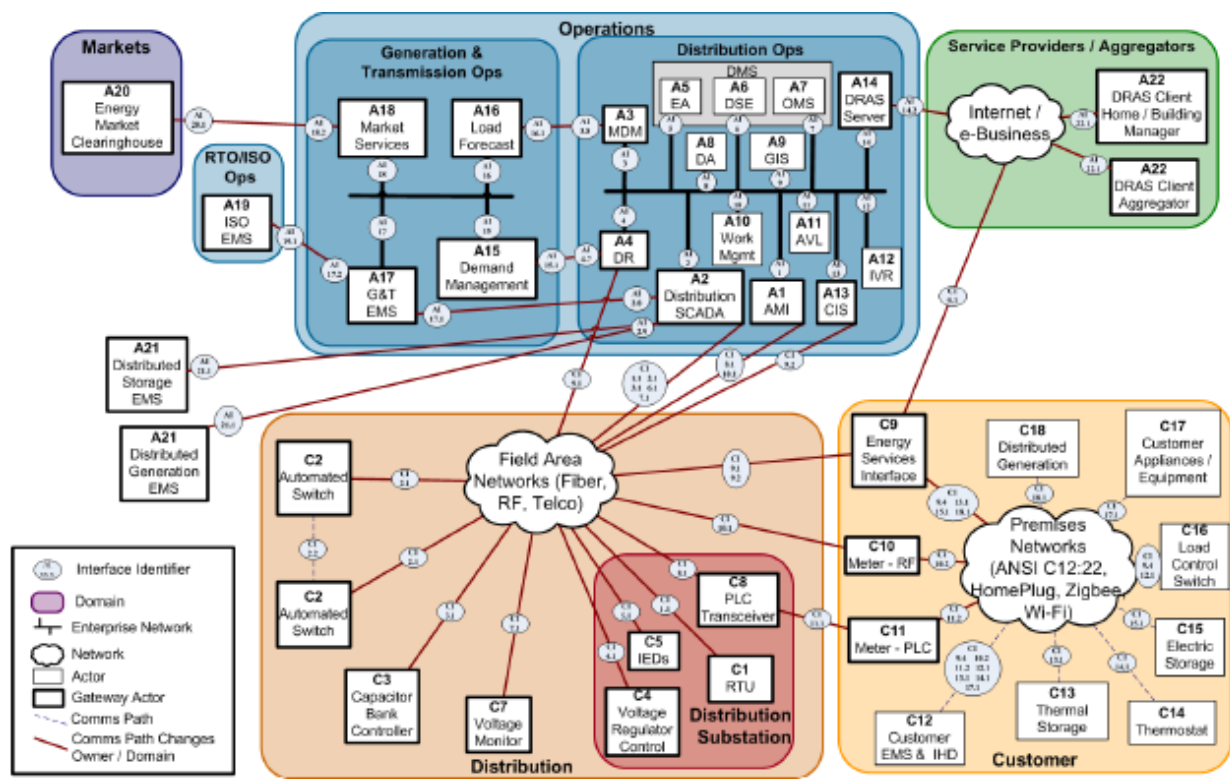 Operations
Markets
A20
Energy
Market
Clearinghouse
RTO/ISO
Ops
A19
ISO
EMS
Generation &
Transmission Ops
A18
Market
Services
A16
Load
Forecast
A17
G&T
EMS
A15
Demand
Management
Distribution Ops
DMS
A5
EA
A6
DSE
A7
OMS
A14
DRAS
Server
A3
MDM
A8
DA
A9
GIS
A4
DR
A10
Work
Mgmt
A11
AVL
A12
IVR
A2
Distribution
SCADA
A1
AMI
A13
CIS
Service Providers / Aggregators
Internet /
e-Business
A22
DRAS Client
Home / Building
Manager
A22
DRAS Client
Aggregator
A21
Distributed
Storage
EMS
A21
Distributed
Generation
EMS
Field Area
Networks (Fiber,
RF, Telco)
C2
Automated
Switch
C2
Automated
Switch
C3
Capacitor
Bank
Controller
C7
Voltage
Monitor
C8
PLC
Transceiver
C5
IEDs
C1
RTU
C4
Voltage
Regulator
Control
Distribution
Substation
Distribution
C9
Energy
Services
Interface
C18
Distributed
Generation
C17
Customer
Appliances /
Equipment
C10
Meter - RF
Premises
Networks
(ANSI C12:22,
HomePlug, Zigbee,
Wi-Fi)
C16
Load
Control
Switch
C11
Meter - PLC
C15
Electric
Storage
C12
Customer
EMS & IHD
C13
Thermal
Storage
C14
Thermostat
Customer
Interface Identifier
Domain
Enterprise Network
Network
Actor
Gateway Actor
Comms Path
Comms Path Changes
Owner / Domain